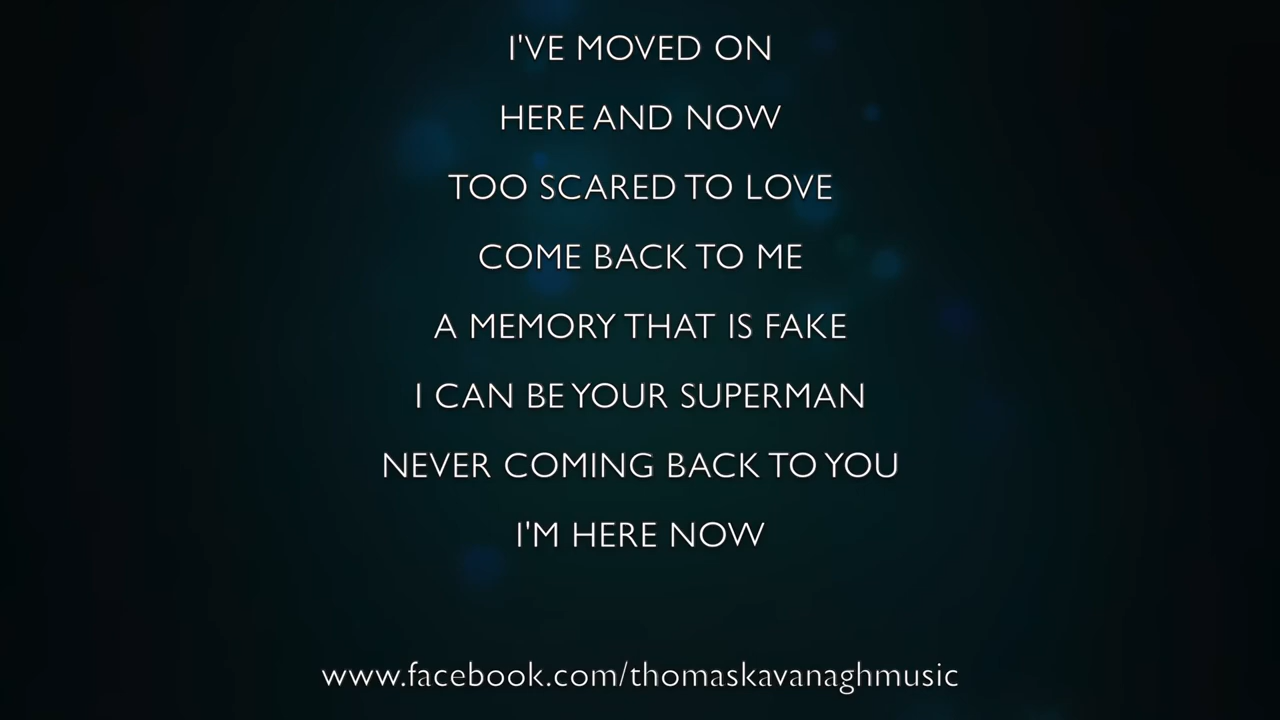 I'VE MOVED ON
HERE AND NOW
TOO SCARED TO LOVE
COME BACK TO ME
A MEMORY THAT IS FAKE
I CAN BE YOUR SUPERMAN
NEVER COMING BACK TO YOU
I'M HERE NOW
www.facebook.com/thomaskavanaghmusic